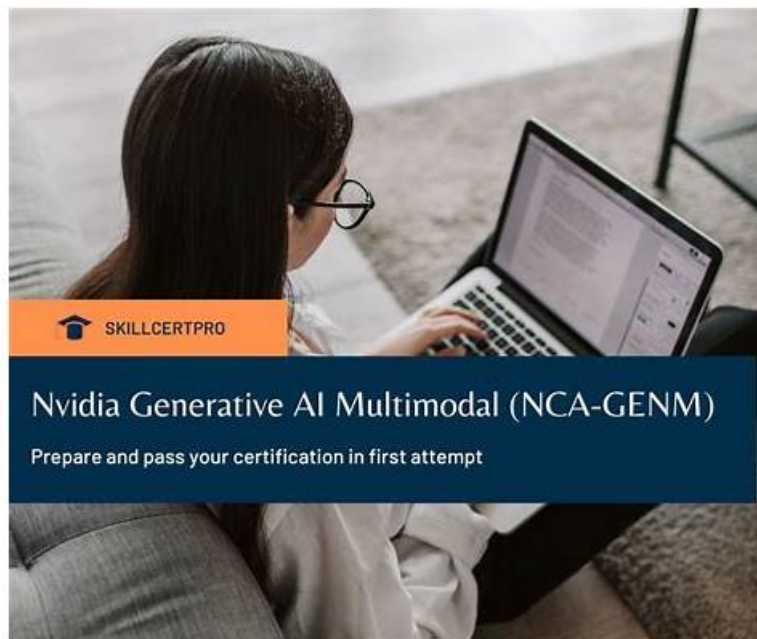 SKILLCERTPRO
Nvidia Generative AI Multimodal (NCA-GENM)
Prepare and pass your certification in first attempt